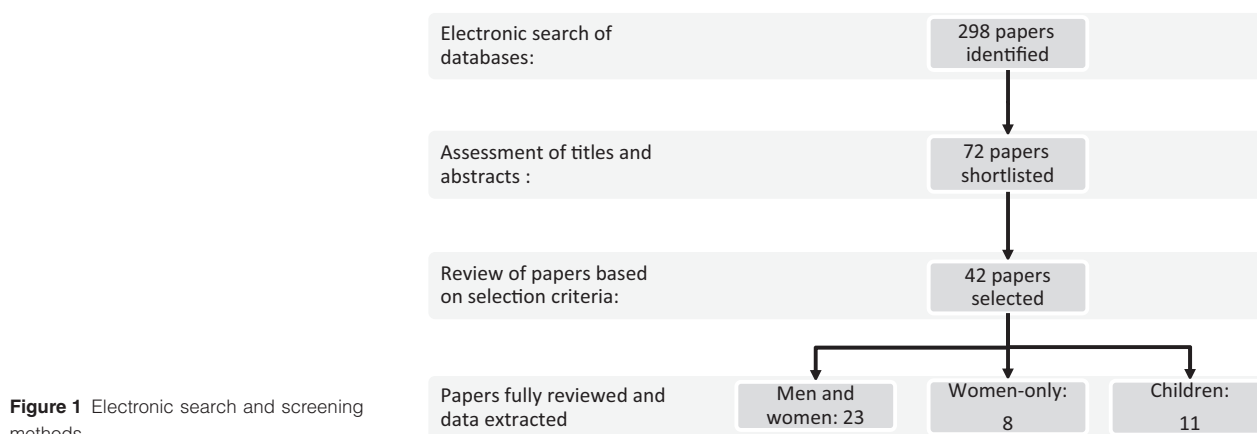 Electronic search of
databases:
298 papers
identified
Assessment of titles and
abstracts :
72 papers
shortlisted
Review of papers based
on selection criteria:
42 papers
selected
Papers fully reviewed and
data extracted
Men and
women: 23
Women-only:
8
Children:
11
Figure 1 Electronic search and screening
methods